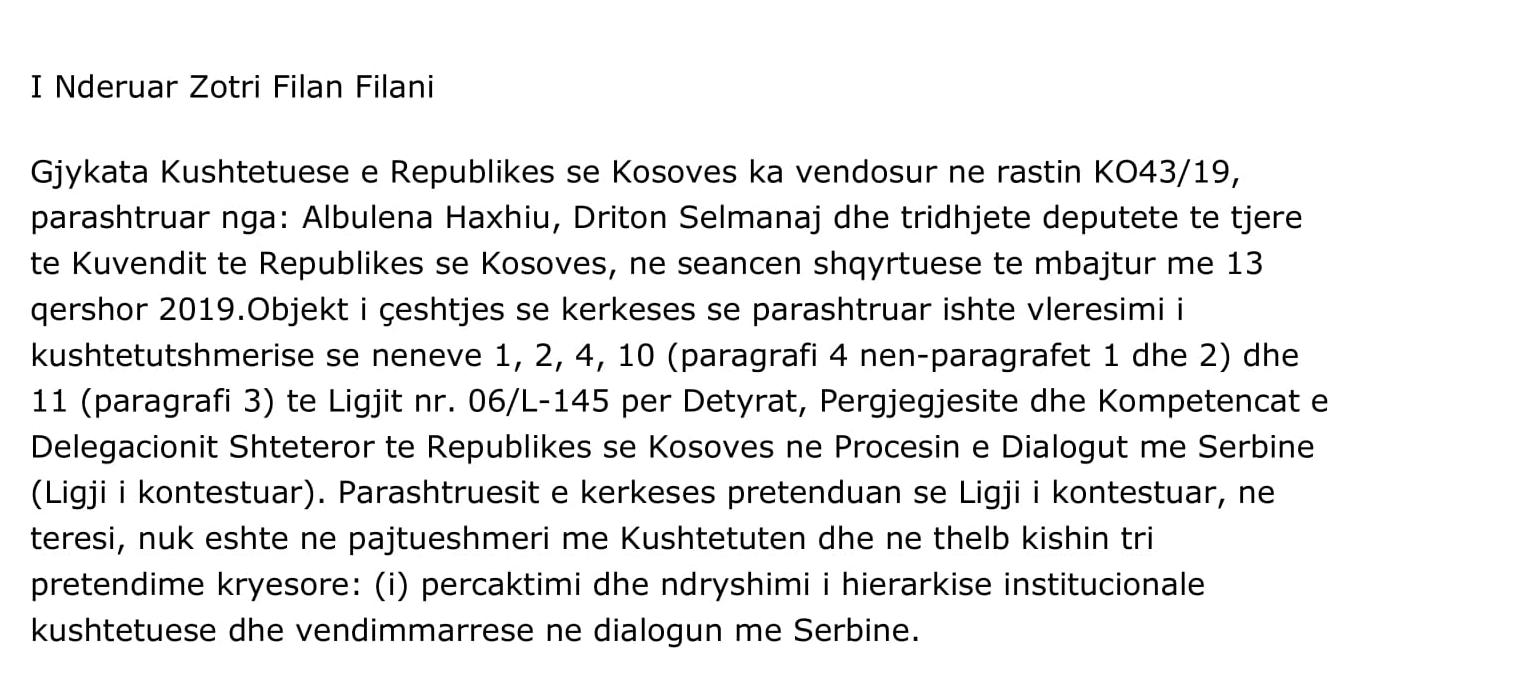 I Nderuar Zotri Filan Filani
Gjykata Kushtetuese e Republikes se Kosoves ka vendosur ne rastin KO43/19,
parashtruar nga: Albulena Haxhiu, Driton Selmanaj dhe tridhjete deputete te tjere
te Kuvendit te Republikes se Kosoves, ne seancen shqyrtuese te mbajtur me 13
qershor 2019.Objekt i çeshtjes se kerkeses se parashtruar ishte vleresimi i
kushtetutshmerise se neneve 1, 2, 4, 10 (paragrafi 4 nen-paragrafet 1 dhe 2) dhe
11 (paragrafi 3) te Ligjit nr. 06/L-145 per Detyrat, Pergjegjesite dhe Kompetencat e
Delegacionit Shteteror te Republikes se Kosoves ne Procesin e Dialogut me Serbine
(Ligji i kontestuar). Parashtruesit e kerkeses pretenduan se Ligji i kontestuar, ne
teresi, nuk eshte ne pajtueshmeri me Kushtetuten dhe ne thelb kishin tri
pretendime kryesore: (i) percaktimi dhe ndryshimi i hierarkise institucionale
kushtetuese dhe vendimmarrese ne dialogun me Serbine.